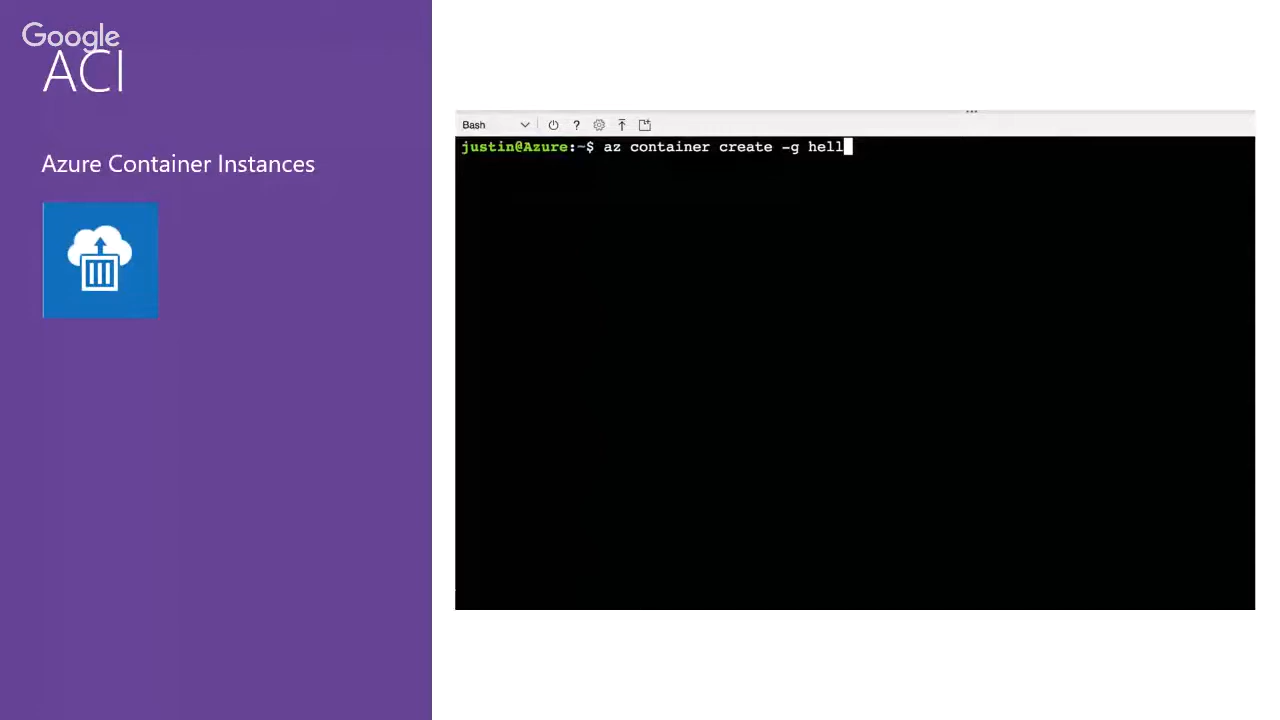 Google
ACI
Azure Container Instances
Bash
?
justin@Azure:~$ az container create -g hell